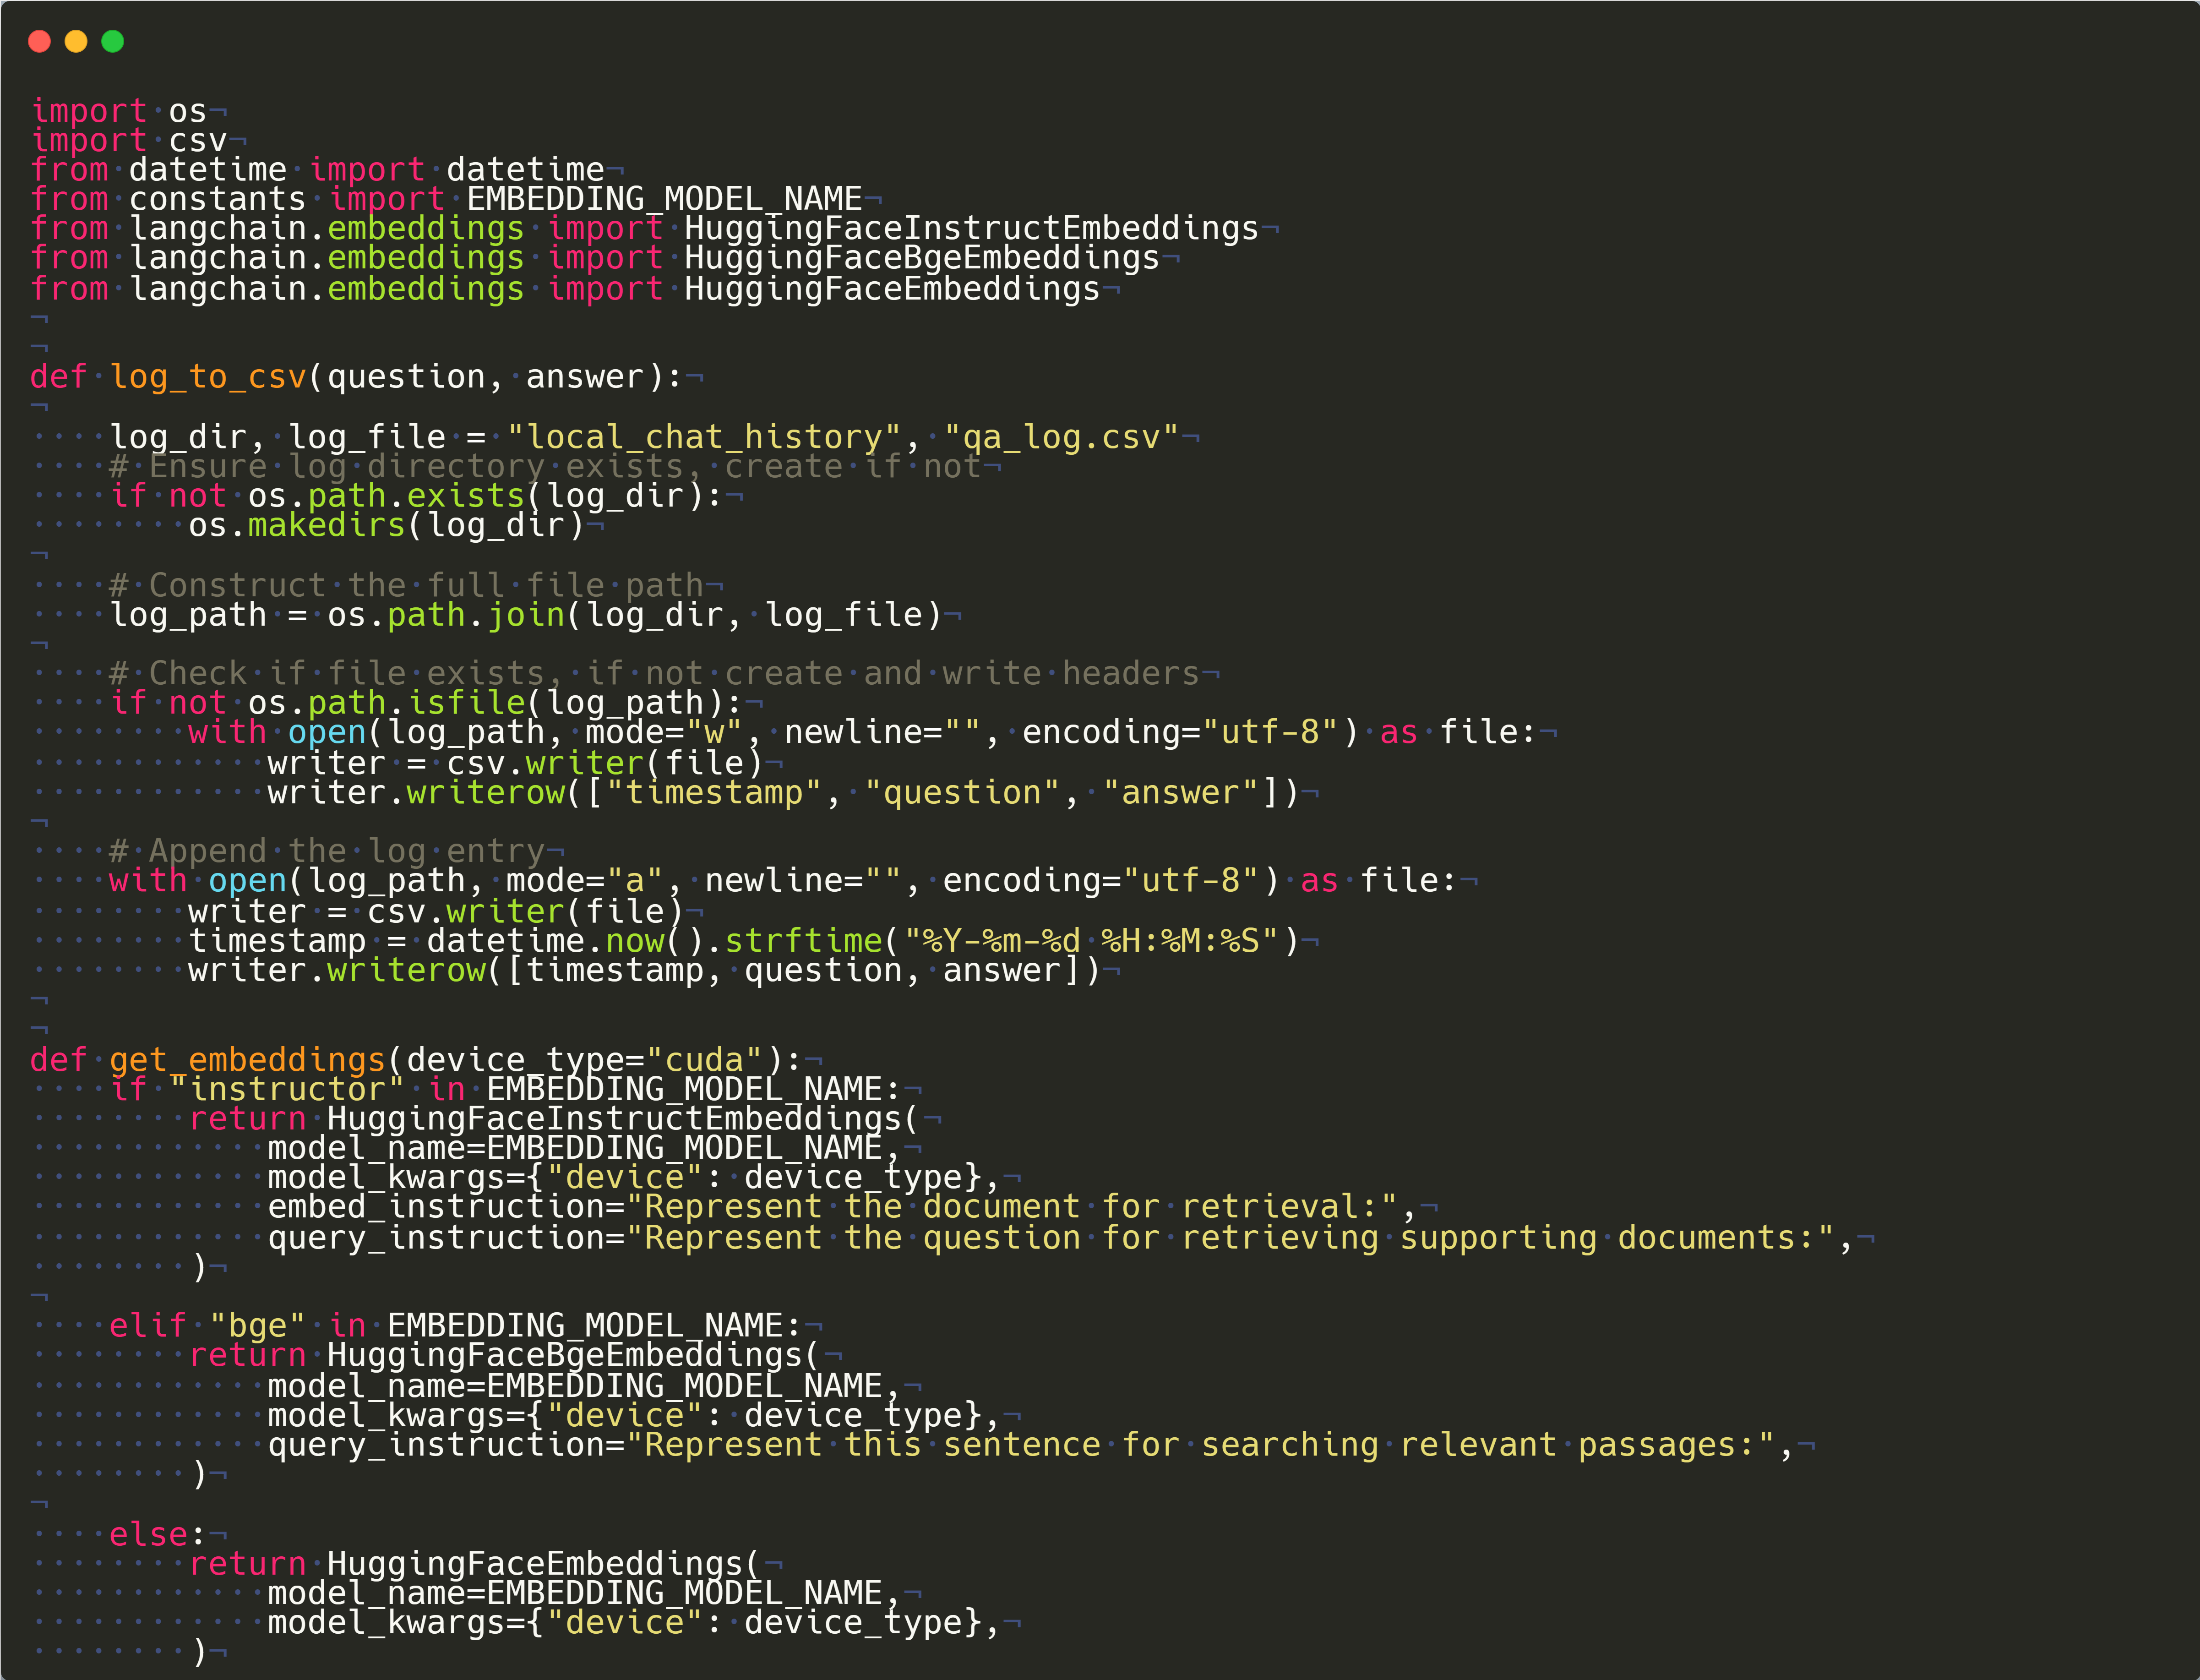 import os
import csv
from datetime import datetime
from constants import EMBEDDING_MODEL_NAME
from langchain.embeddings import HuggingFaceInstructEmbeddings
from langchain.embeddings import HuggingFaceBgeEmbeddings
from langchain.embeddings import HuggingFaceEmbeddings


def log_to_csv(question, answer):

    log_dir, log_file = "local_chat_history", "qa_log.csv"
    # Ensure log directory exists, create if not
    if not os.path.exists(log_dir):
        os.makedirs(log_dir)

    # Construct the full file path
    log_path = os.path.join(log_dir, log_file)

    # Check if file exists, if not create and write headers
    if not os.path.isfile(log_path):
        with open(log_path, mode="w", newline="", encoding="utf-8") as file:
            writer = csv.writer(file)
            writer.writerow(["timestamp", "question", "answer"])

    # Append the log entry
    with open(log_path, mode="a", newline="", encoding="utf-8") as file:
        writer = csv.writer(file)
        timestamp = datetime.now().strftime("%Y-%m-%d %H:%M:%S")
        writer.writerow([timestamp, question, answer])


def get_embeddings(device_type="cuda"):
    if "instructor" in EMBEDDING_MODEL_NAME:
        return HuggingFaceInstructEmbeddings(
            model_name=EMBEDDING_MODEL_NAME,
            model_kwargs={"device": device_type},
            embed_instruction="Represent the document for retrieval:",
            query_instruction="Represent the question for retrieving supporting documents:",
        )

    elif "bge" in EMBEDDING_MODEL_NAME:
        return HuggingFaceBgeEmbeddings(
            model_name=EMBEDDING_MODEL_NAME,
            model_kwargs={"device": device_type},
            query_instruction="Represent this sentence for searching relevant passages:",
        )

    else:
        return HuggingFaceEmbeddings(
            model_name=EMBEDDING_MODEL_NAME,
            model_kwargs={"device": device_type},
        )